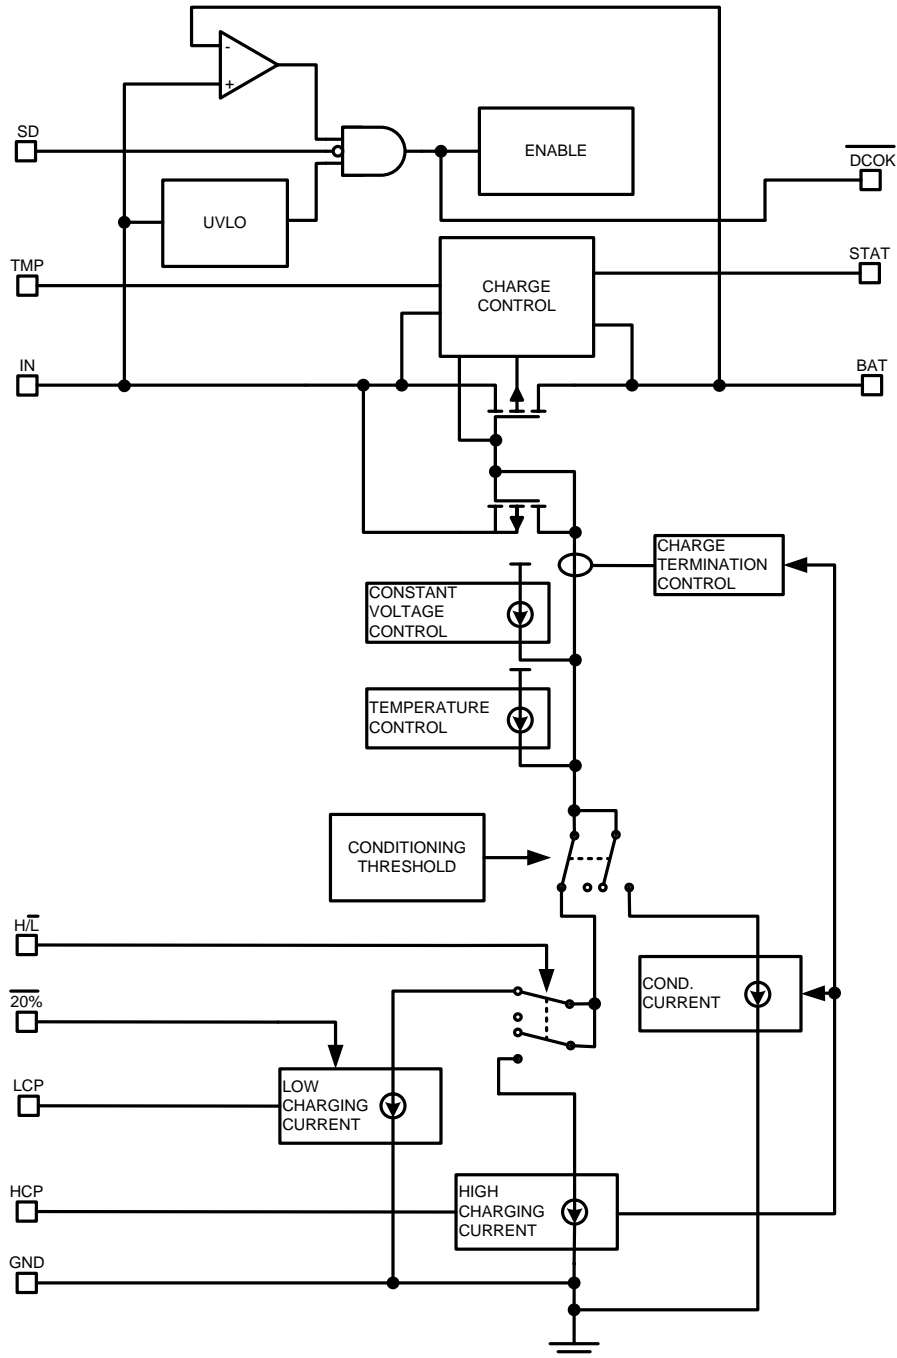 -
+
SD
ENABLE
DCOK
UVLO
TMP
CHARGE
CONTROL
STAT
IN
BAT
CHARGE
TERMINATION
CONTROL
CONSTANT
VOLTAGE
CONTROL
TEMPERATURE
CONTROL
CONDITIONING
THRESHOLD
H/L
COND.
CURRENT
20%
LCP
LOW
CHARGING
CURRENT
HCP
HIGH
CHARGING
CURRENT
GND